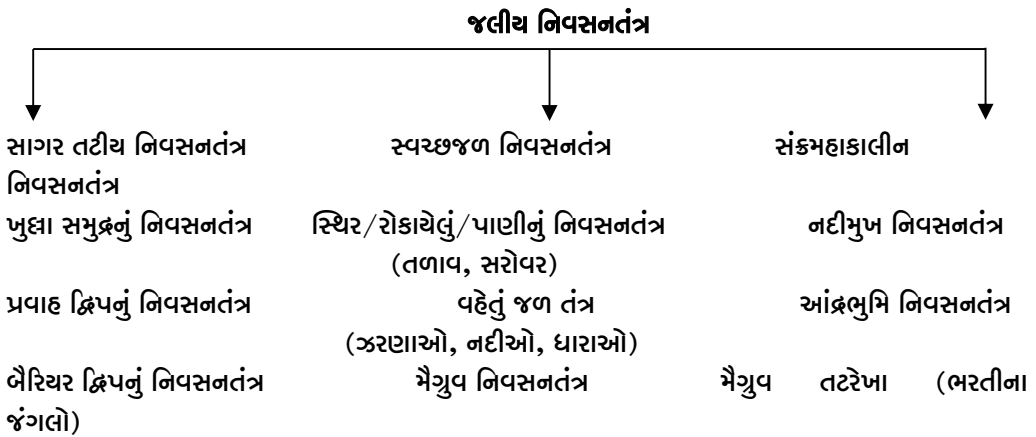 જલીય નિવસનતંત્ર
સાગર તટીય નિવસનતંત્ર સ્વચ્છજળ નિવસનતંત્ર સંક્રમહાકાલીન
નિવસનતંત્ર
ખુલ્લા સમુદ્રનું નિવસનતંત્ર સ્થિર/રોકાયેલું/પાણીનું નિવસનતંત્ર નદીમુખ નિવસનતંત્ર
(તળાવ, સરોવર)
પ્રવાહ દ્વિપનું નિવસનતંત્ર વહેતું જળ તંત્ર આંદ્રભુમિ નિવસનતંત્ર
(ઝરણાઓ, નદીઓ, ધારાઓ)
બૈરિયર દ્વિપનું નિવસનતંત્ર મૈગ્રુવ નિવસનતંત્ર મૈગ્રુવ તટરેખા (ભરતીના
જંગલો)